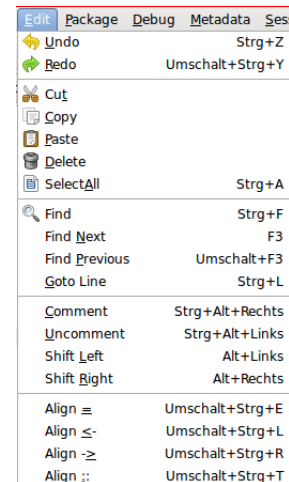 Edit Package Debug Metadata Ses
Undo Strg+Z
Redo Umschalt+Strg+Y
Cut
Copy
Paste
Delete
SelectAll Strg+A
Find Strg+F
Find Next F3
Find Previous Umschalt+F3
Goto Line Strg+L
Comment Strg+Alt+Rechts
Uncomment Strg+Alt+Links
Shift Left Alt+Links
Shift Right Alt+Rechts
Align = Umschalt+Strg+E
Align <- Umschalt+Strg+L
Align -> Umschalt+Strg+R
Align :: Umschalt+Strg+T